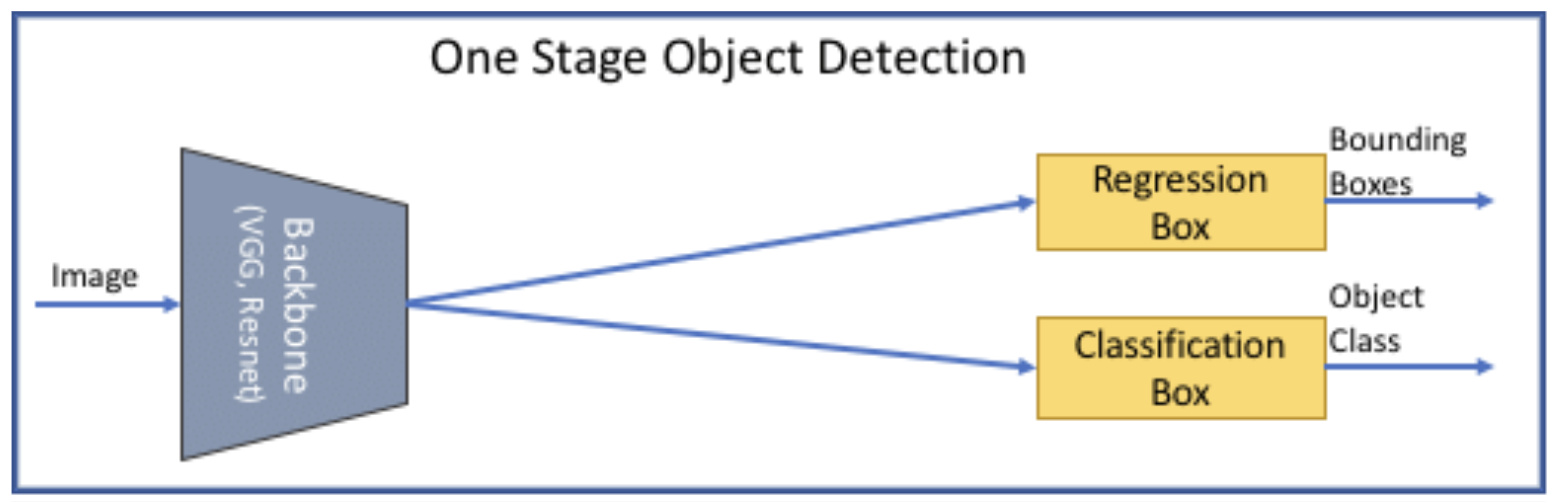 One Stage Object Detection
Image
Backbone
(VGG, Resnet)
Regression
Box
Bounding
Boxes
Classification
Box
Object
Class